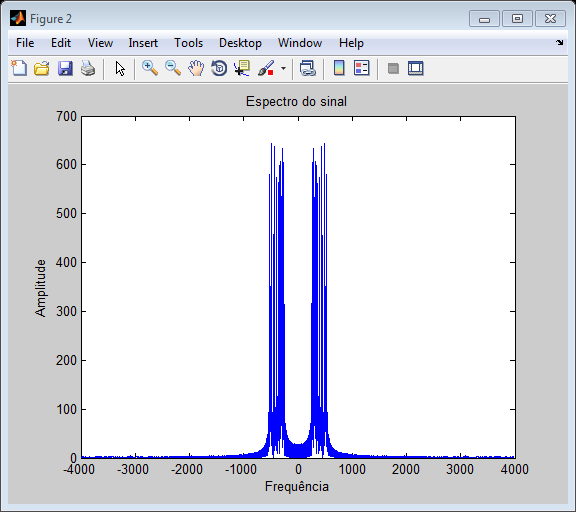 Figure 2
File Edit View Insert Tools Desktop Window Help
Espectro do sinal
700
600
500
400
300
200
100
0
Amplitude
-4000 -3000 -2000 -1000 0 1000 2000 3000 4000
Frequência